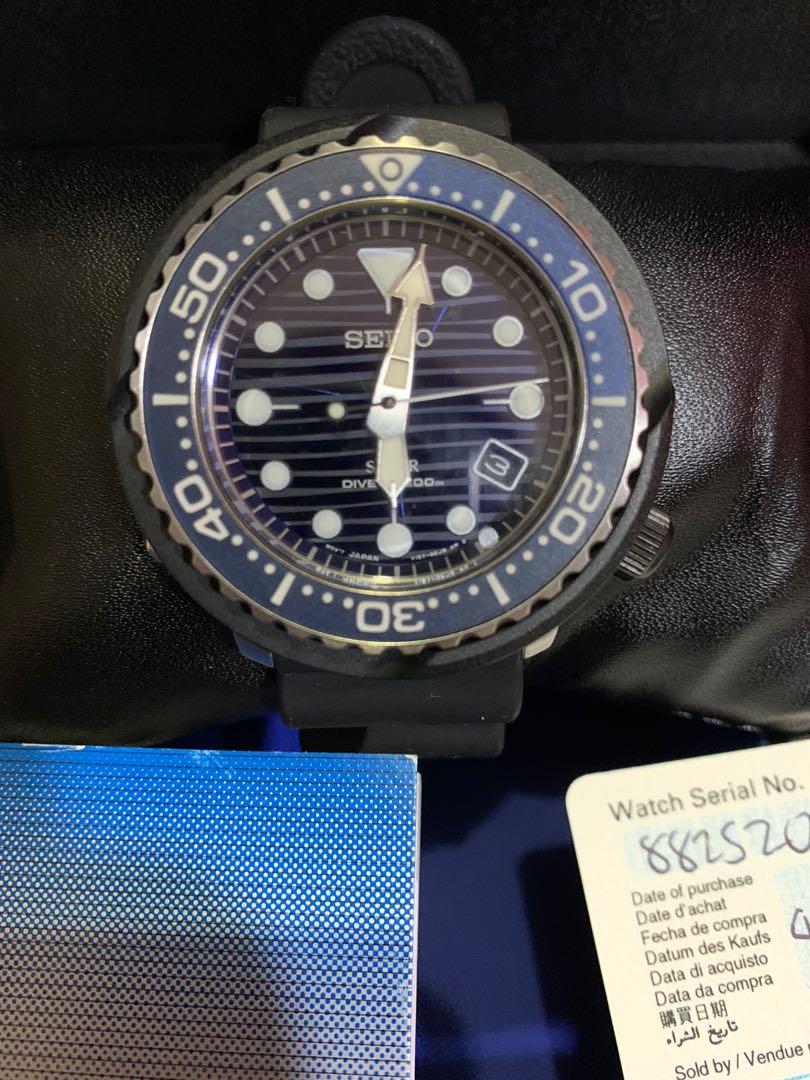 10
20
30
40
50
SEIKO
SOLAR
DIVER'S 200m
3
MOV'T JAPAN
Watch Serial No.
882520
Date of purchase
Date d'achat
Fecha de compra
Datum des Kaufs
Data di acquisto
Data da compra
購買日期
تاريخ الشراء
Sold by / Vendue